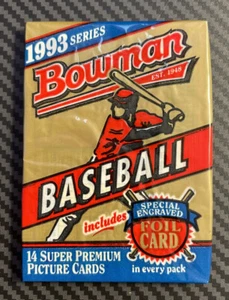 1993 SERIES
Bowman
EST. 1948
BASEBALL
includes
SPECIAL
ENGRAVED
FOIL
CARD
14 SUPER PREMIUM
PICTURE CARDS
in every pack